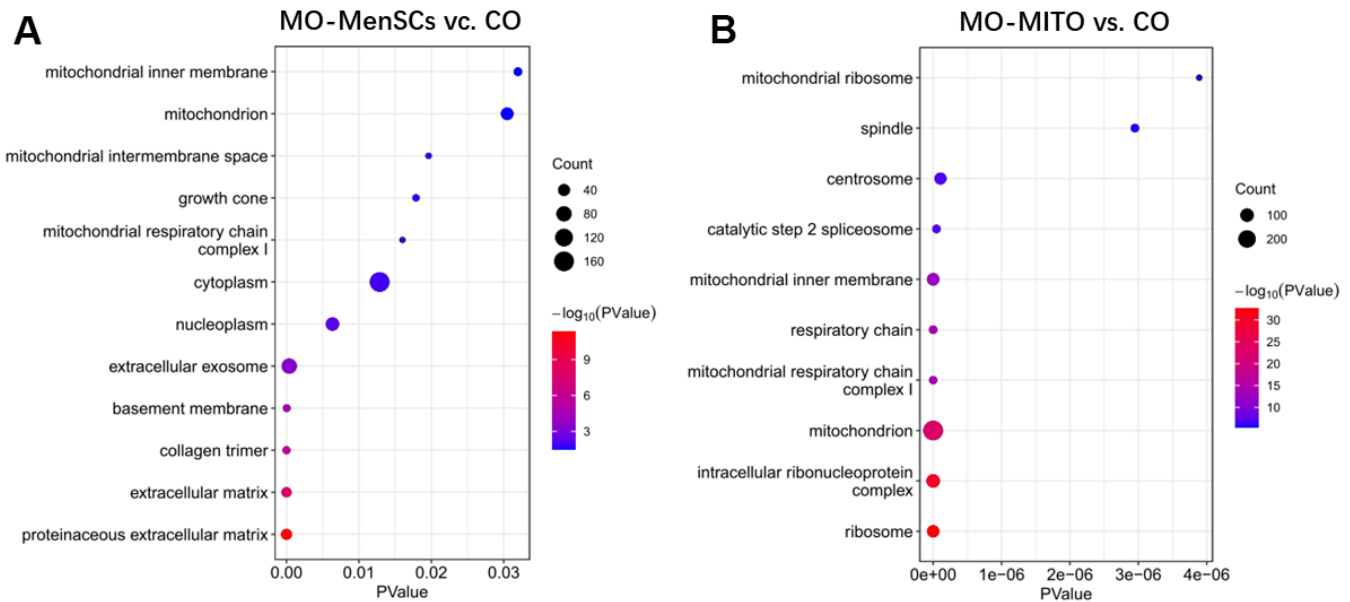 A
MO-MenSCs vc. CO
mitochondrial inner membrane
mitochondrion
mitochondrial intermembrane space
growth cone
mitochondrial respiratory chain
complex I
cytoplasm
nucleoplasm
extracellular exosome
basement membrane
collagen trimer
extracellular matrix
proteinaceous extracellular matrix
0.00 0.01 0.02 0.03
PValue
Count
40
80
120
160
−log10(PValue)
9
6
3
B
MO-MITO vs. CO
mitochondrial ribosome
spindle
centrosome
catalytic step 2 spliceosome
mitochondrial inner membrane
respiratory chain
mitochondrial respiratory chain
complex I
mitochondrion
intracellular ribonucleoprotein
complex
ribosome
0e+00 1e−06 2e−06 3e−06 4e−06
PValue
Count
100
200
−log10(PValue)
30
25
20
15
10